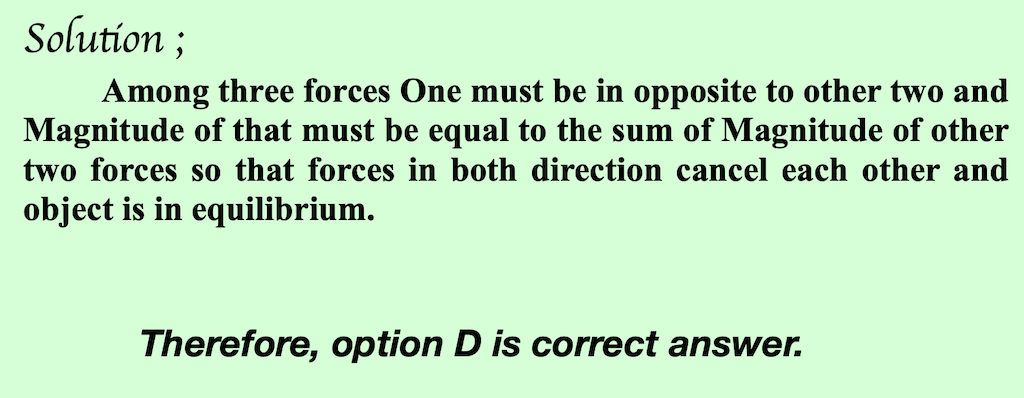 Solution ;
Among three forces One must be in opposite to other two and
Magnitude of that must be equal to the sum of Magnitude of other
two forces so that forces in both direction cancel each other and
object is in equilibrium.
Therefore, option D is correct answer.